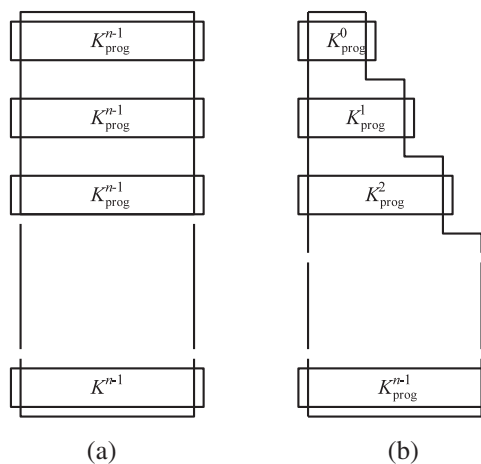 K^{n-1}_{prog}
K^0_{prog}
K^{n-1}_{prog}
K^1_{prog}
K^{n-1}_{prog}
K^2_{prog}
K^{n-1}
K^{n-1}_{prog}
(a)
(b)